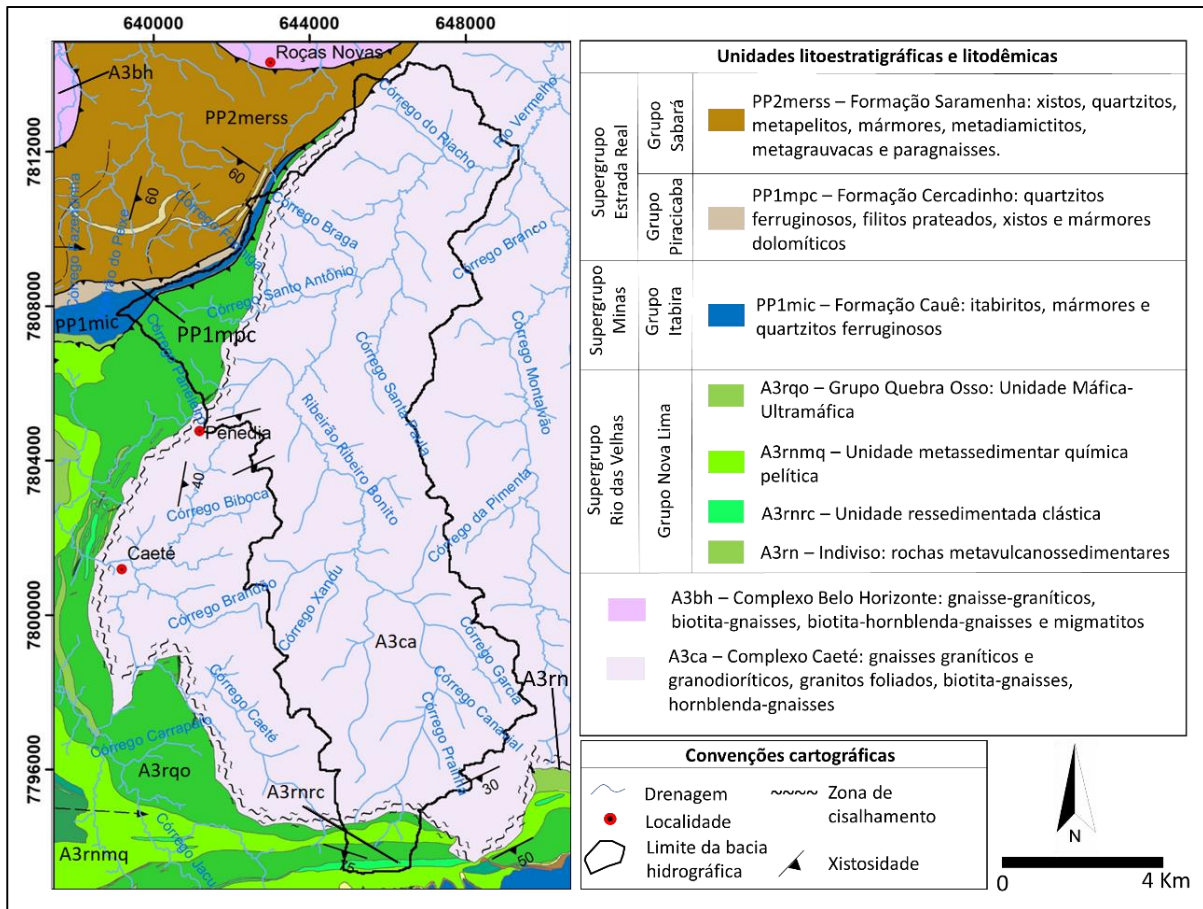 640000
644000
648000
7812000
7808000
7804000
7800000
7796000
Roças Novas
A3bh
PP2merss
Córrego do Riacho
Rio Vermelho
60
60
Córrego Braga
Córrego Branco
Córrego Santo Antônio
PP1mic
PP1mpc
Córrego Santa Paula
Córrego Montalvão
Ribeirão Ribeiro Bonito
Penedia
40
Córrego Biboca
Córrego da Pimenta
Caeté
Córrego Brandão
Córrego Xandu
A3ca
Córrego Garcia
A3rn
Córrego Caeté
Córrego Canavial
Córrego Carrapato
Córrego Prainha
A3rqo
A3rnrc
30
A3rnmq
Córrego Jacu
75
50
Unidades litoestratigráficas e litodêmicas
Supergrupo
Estrada Real
Grupo
Sabará
PP2merss – Formação Saramenha: xistos, quartzitos,
metapelitos, mármores, metadiamictitos,
metagrauvacas e paragnaisses.
Grupo
Piracicaba
PP1mpc – Formação Cercadinho: quartzitos
ferruginosos, filitos prateados, xistos e mármores
dolomíticos
Supergrupo
Minas
Grupo
Itabira
PP1mic – Formação Cauê: itabiritos, mármores e
quartzitos ferruginosos
Supergrupo
Rio das Velhas
Grupo Nova Lima
A3rqo – Grupo Quebra Osso: Unidade Máfica-
Ultramáfica
A3rnmq – Unidade metassedimentar química
pelítica
A3rnrc – Unidade ressedimentada clástica
A3rn – Indiviso: rochas metavulcanossedimentares
A3bh – Complexo Belo Horizonte: gnaisse-graníticos,
biotita-gnaisses, biotita-hornblenda-gnaisses e migmatitos
A3ca – Complexo Caeté: gnaisses graníticos e
granodioríticos, granitos foliados, biotita-gnaisses,
hornblenda-gnaisses
Convenções cartográficas
Drenagem
Localidade
Limite da bacia
hidrográfica
Zona de
cisalhamento
Xistosidade
N
0
4 Km